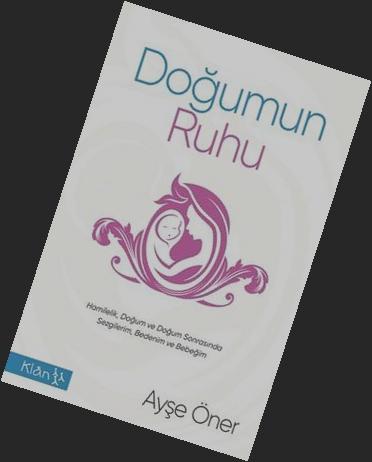 Doğumun
Ruhu
Hamilelik, Doğum ve Doğum Sonrasında
Sezgilerim, Bedenim ve Bebeğim
Klan
Ayşe Öner